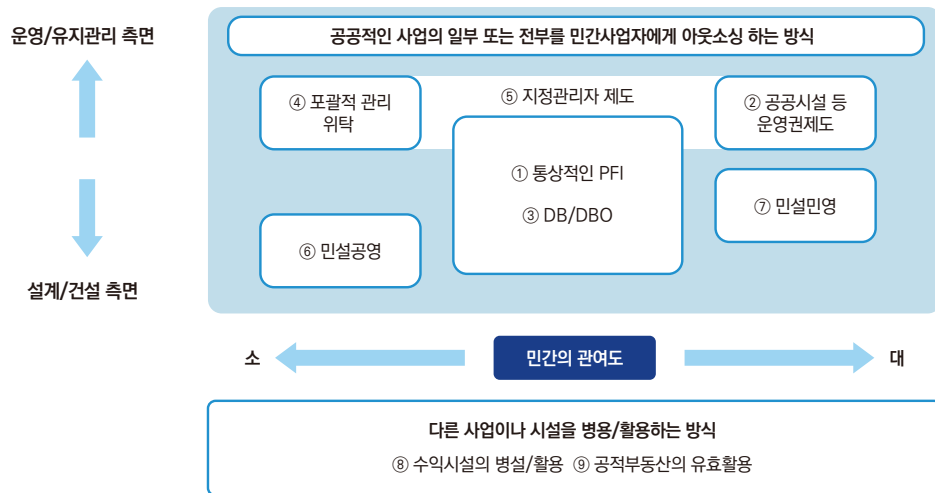 운영/유지관리 측면
공공적인 사업의 일부 또는 전부를 민간사업자에게 아웃소싱 하는 방식
④ 포괄적 관리
위탁
⑤ 지정관리자 제도
② 공공시설 등
운영권제도
① 통상적인 PFI
③ DB/DBO
⑦ 민설민영
⑥ 민설공영
설계/건설 측면
소
민간의 관여도
대
다른 사업이나 시설을 병용/활용하는 방식
⑧ 수익시설의 병설/활용 ⑨ 공적부동산의 유효활용